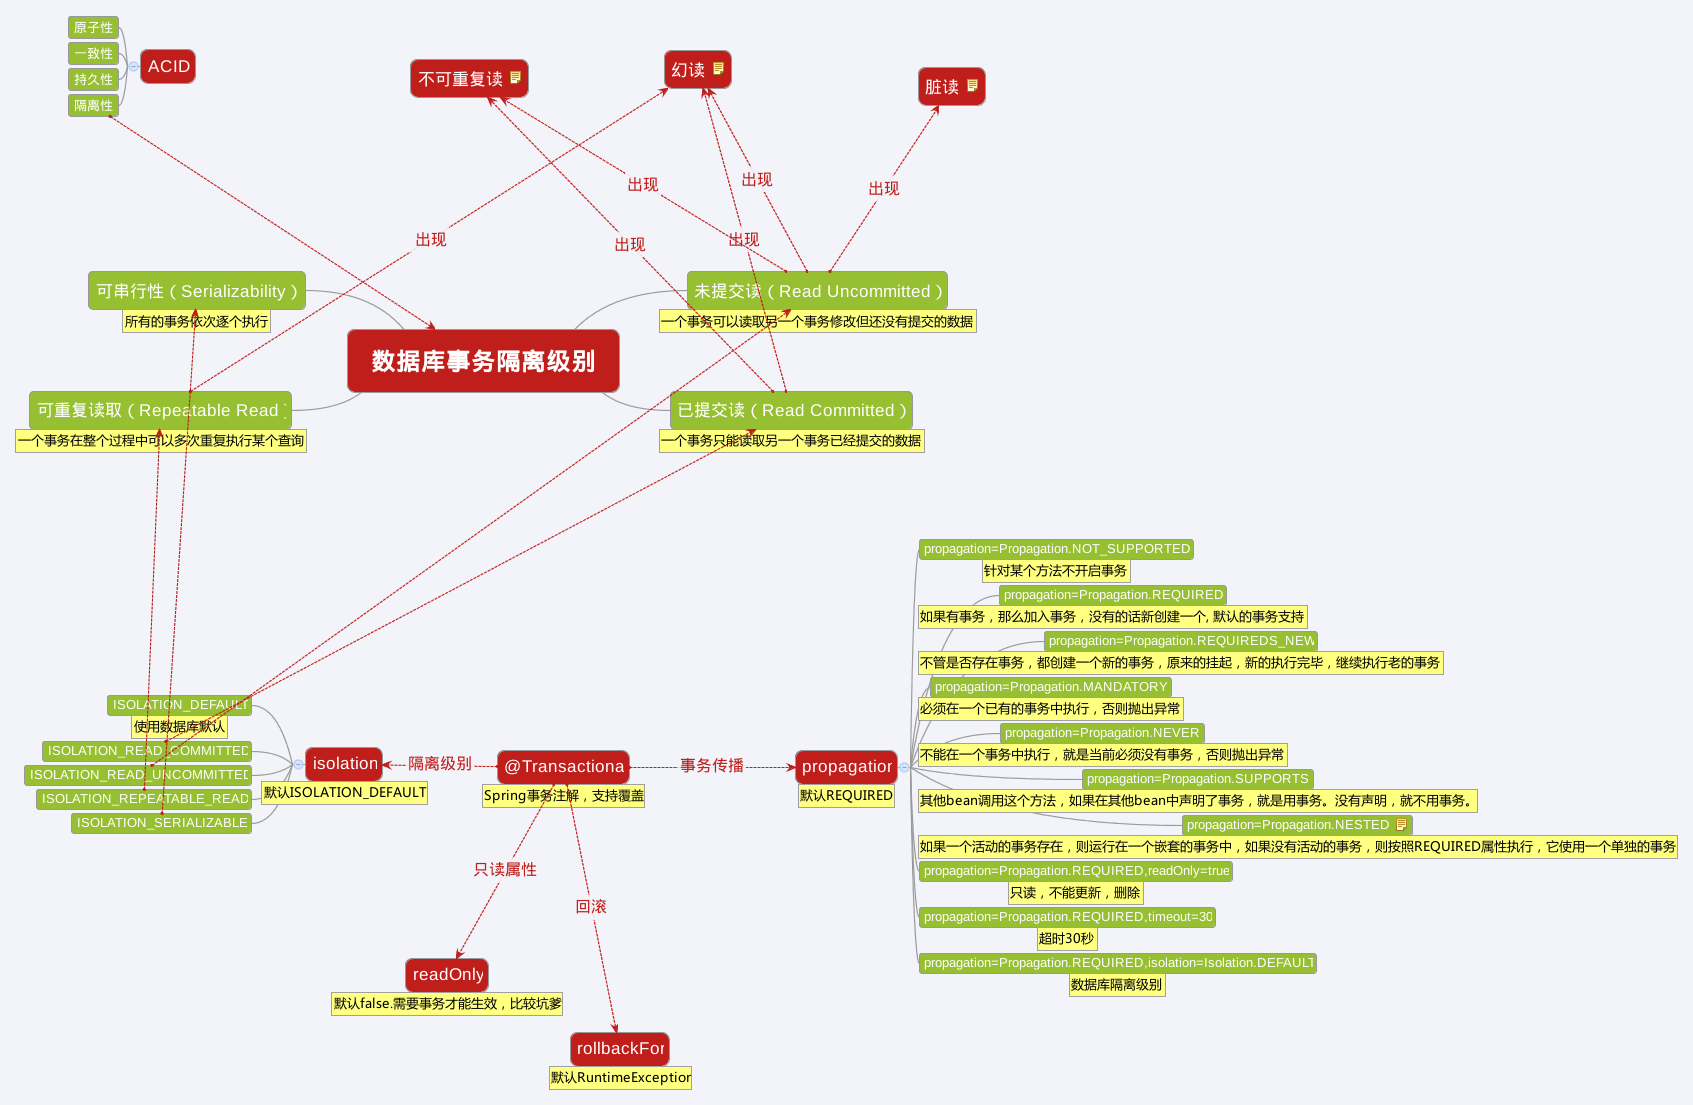 原子性
一致性
持久性
隔离性
ACID
不可重复读
幻读
脏读
出现
出现
出现
出现
出现
出现
可串行性（Serializability）
所有的事务依次逐个执行
未提交读（Read Uncommitted）
一个事务可以读取另一个事务修改但还没有提交的数据
数据库事务隔离级别
可重复读取（Repeatable Read）
一个事务在整个过程中可以多次重复执行某个查询
已提交读（Read Committed）
一个事务只能读取另一个事务已经提交的数据
ISOLATION_DEFAULT
使用数据库默认
ISOLATION_READ_COMMITTED
ISOLATION_READ_UNCOMMITTED
ISOLATION_REPEATABLE_READ
ISOLATION_SERIALIZABLE
isolation
默认ISOLATION_DEFAULT
隔离级别
@Transactiona
Spring事务注解，支持覆盖
事务传播
propagation
默认REQUIRED
propagation=Propagation.NOT_SUPPORTED
针对某个方法不开启事务
propagation=Propagation.REQUIRED
如果有事务，那么加入事务，没有的话新创建一个, 默认的事务支持
propagation=Propagation.REQUIREDS_NEW
不管是否存在事务，都创建一个新的事务，原来的挂起，新的执行完毕，继续执行老的事务
propagation=Propagation.MANDATORY
必须在一个已有的事务中执行，否则抛出异常
propagation=Propagation.NEVER
不能在一个事务中执行，就是当前必须没有事务，否则抛出异常
propagation=Propagation.SUPPORTS
其他bean调用这个方法，如果在其他bean中声明了事务，就是用事务。没有声明，就不用事务。
propagation=Propagation.NESTED
如果一个活动的事务存在，则运行在一个嵌套的事务中，如果没有活动的事务，则按照REQUIRED属性执行，它使用一个单独的事务
propagation=Propagation.REQUIRED,readOnly=true
只读，不能更新，删除
propagation=Propagation.REQUIRED,timeout=30
超时30秒
propagation=Propagation.REQUIRED,isolation=Isolation.DEFAULT
数据库隔离级别
只读属性
回滚
readOnly
默认false.需要事务才能生效，比较坑爹
rollbackFor
默认RuntimeException